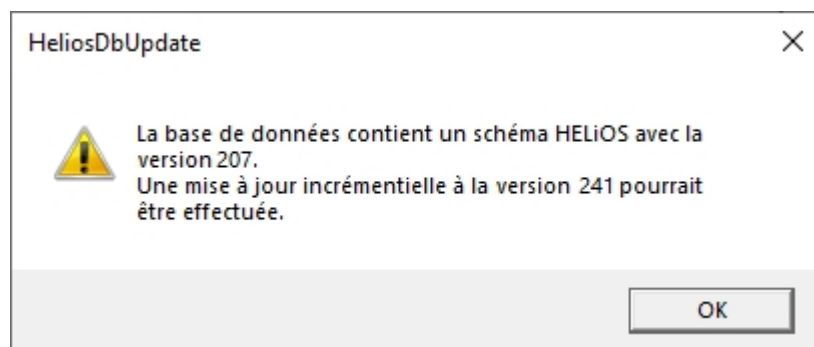 HeliosDbUpdate
La base de données contient un schéma HELiOS avec la
version 207.
Une mise à jour incrémentielle à la version 241 pourrait
être effectuée.
OK